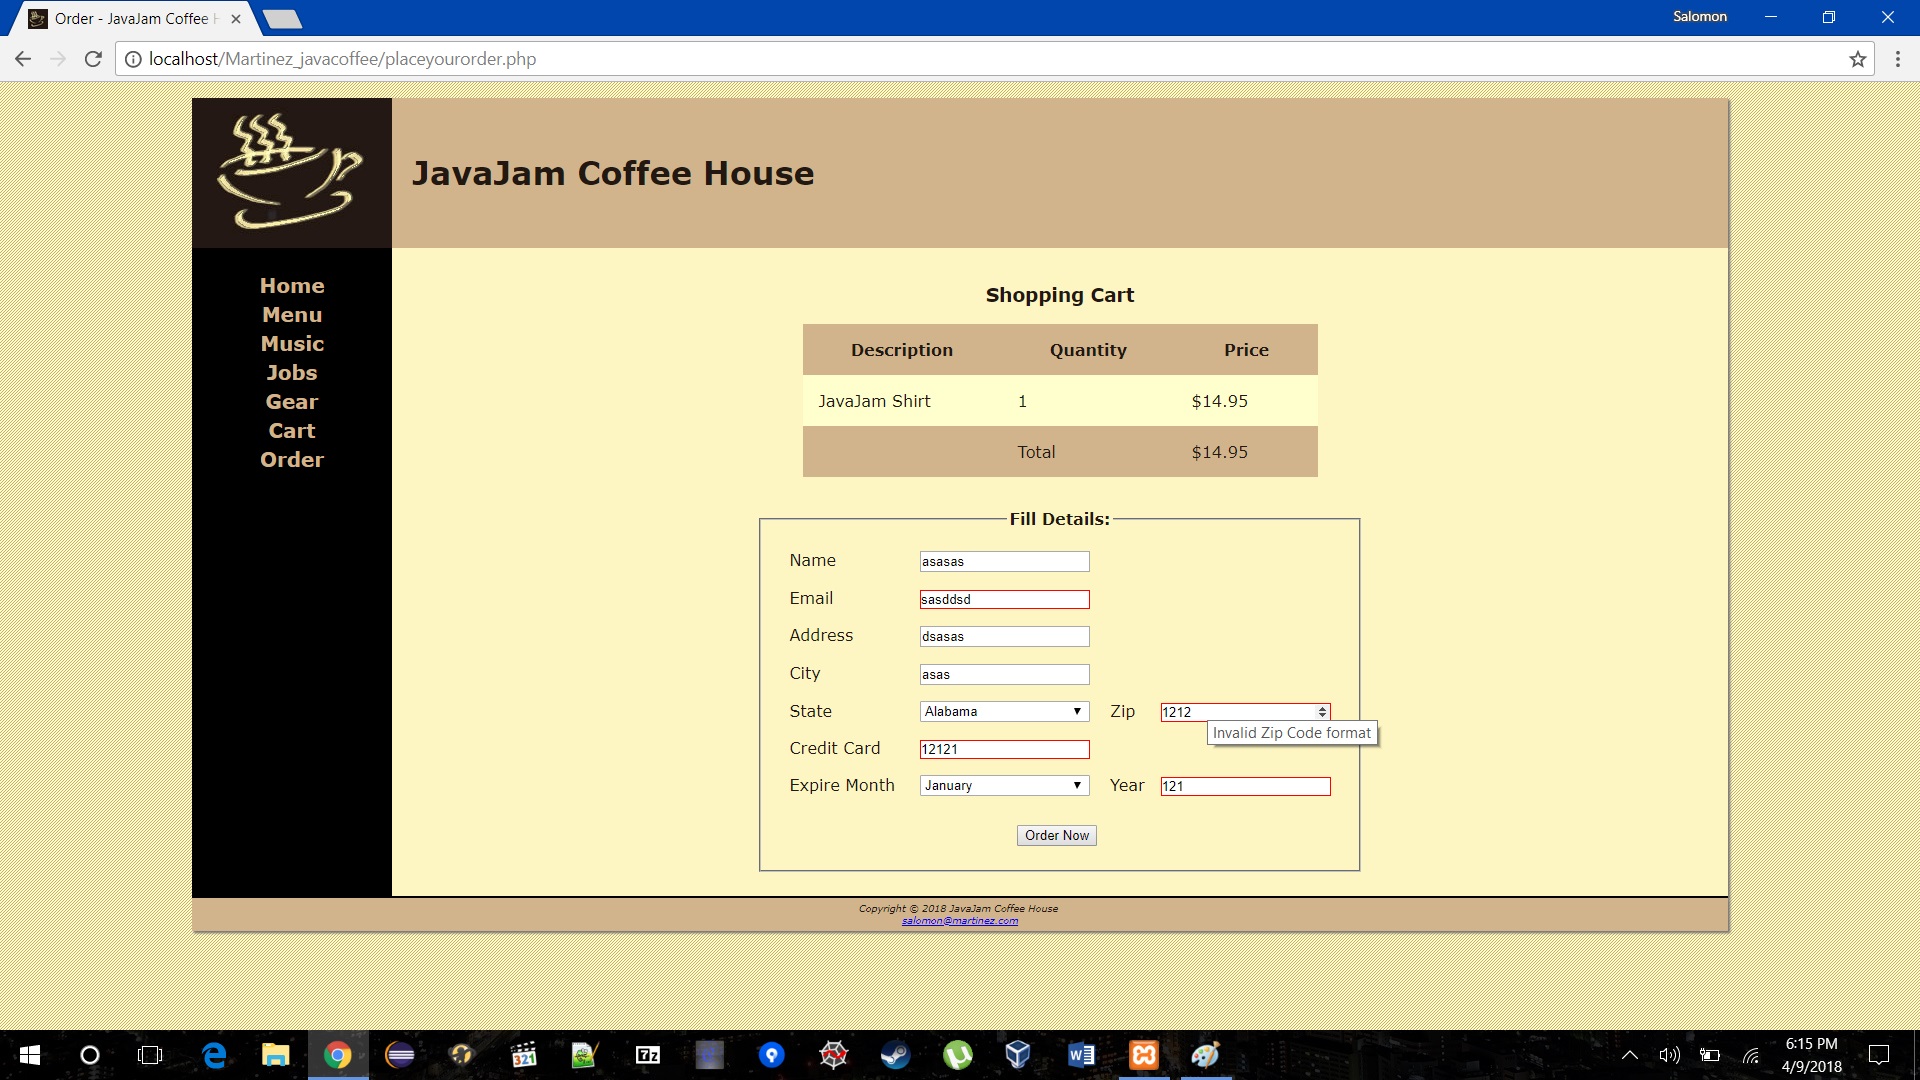 Order - JavaJam Coffee H
Salomon
localhost/Martinez_javacoffee/placeyourorder.php
JavaJam Coffee House
Home
Menu
Music
Jobs
Gear
Cart
Order
Shopping Cart
Description Quantity Price
JavaJam Shirt 1 $14.95
Total $14.95
Fill Details:
Name asasas
Email sasddsd
Address dsasas
City asas
State Alabama Zip 1212
Invalid Zip Code format
Credit Card 12121
Expire Month January Year 121
Order Now
Copyright © 2018 JavaJam Coffee House
salomon@martinez.com
321
7z
6:15 PM
4/9/2018